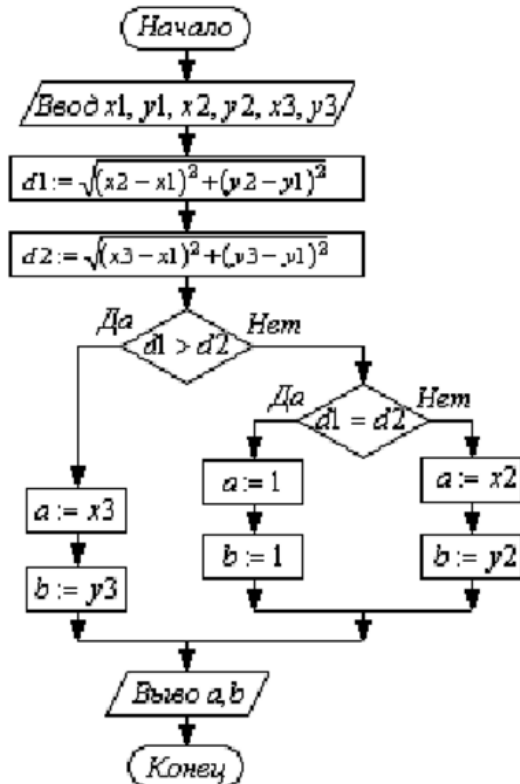 Начало
Ввод x1, y1, x2, y2, x3, y3
d1 := √(x2 − x1)² + (y2 − y1)²
d2 := √(x3 − x1)² + (y3 − y1)²
Да Нет
d1 > d2
Да Нет
d1 = d2
a := 1 a := x2
a := x3
b := 1 b := y2
b := y3
Выво a, b
Конец